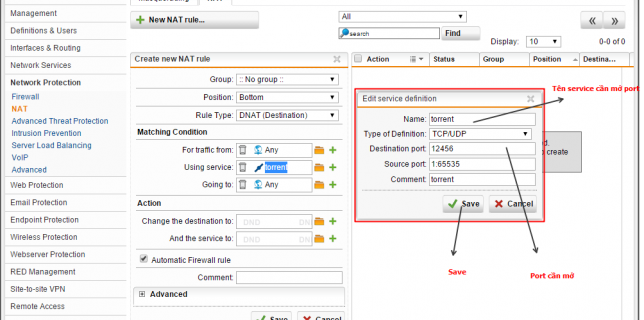 Management
Definitions & Users
Interfaces & Routing
Network Services
Network Protection
Firewall
NAT
Advanced Threat Protection
Intrusion Prevention
Server Load Balancing
VoIP
Advanced
Web Protection
Email Protection
Endpoint Protection
Wireless Protection
Webserver Protection
RED Management
Site-to-site VPN
Remote Access
+ New NAT rule...
All
search
Find
Display: 10
0-0 of 0
Create new NAT rule
Group: :: No group ::
Position: Bottom
Rule Type: DNAT (Destination)
Matching Condition
For traffic from: Any
Using service: torrent
Going to: Any
Action
Change the destination to: DND DN
And the service to: DND DN
Automatic Firewall rule
Comment:
Advanced
Save Cancel
Action Status Group Position Destina...
Edit service definition
Name: torrent
Type of Definition: TCP/UDP
Destination port: 12456
Source port: 1:65535
Comment: torrent
Save Cancel
Tên service cần mở port
d.
o create
Save
Port cần mở